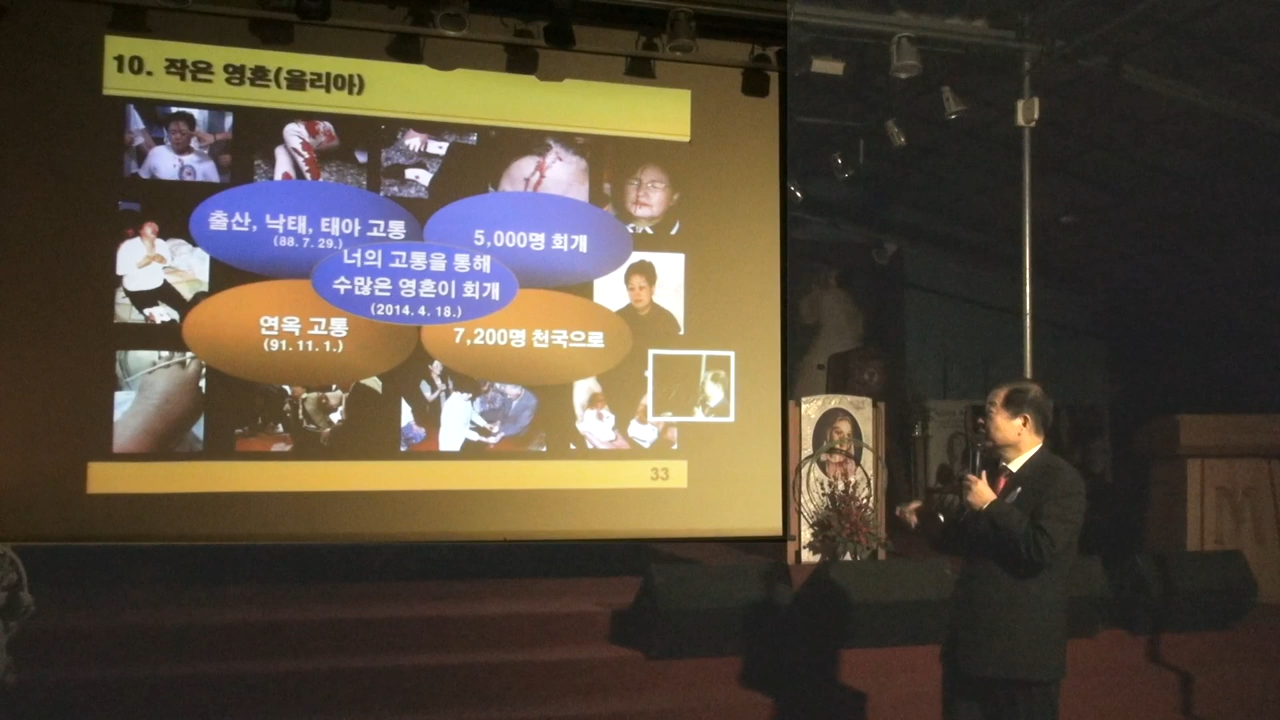 10. 작은 영혼(율리아)
출산, 낙태, 태아 고통
(88. 7. 29.)
5,000명 회개
너의 고통을 통해
수많은 영혼이 회개
(2014. 4. 18.)
연옥 고통
(91. 11. 1.)
7,200명 천국으로
33
M